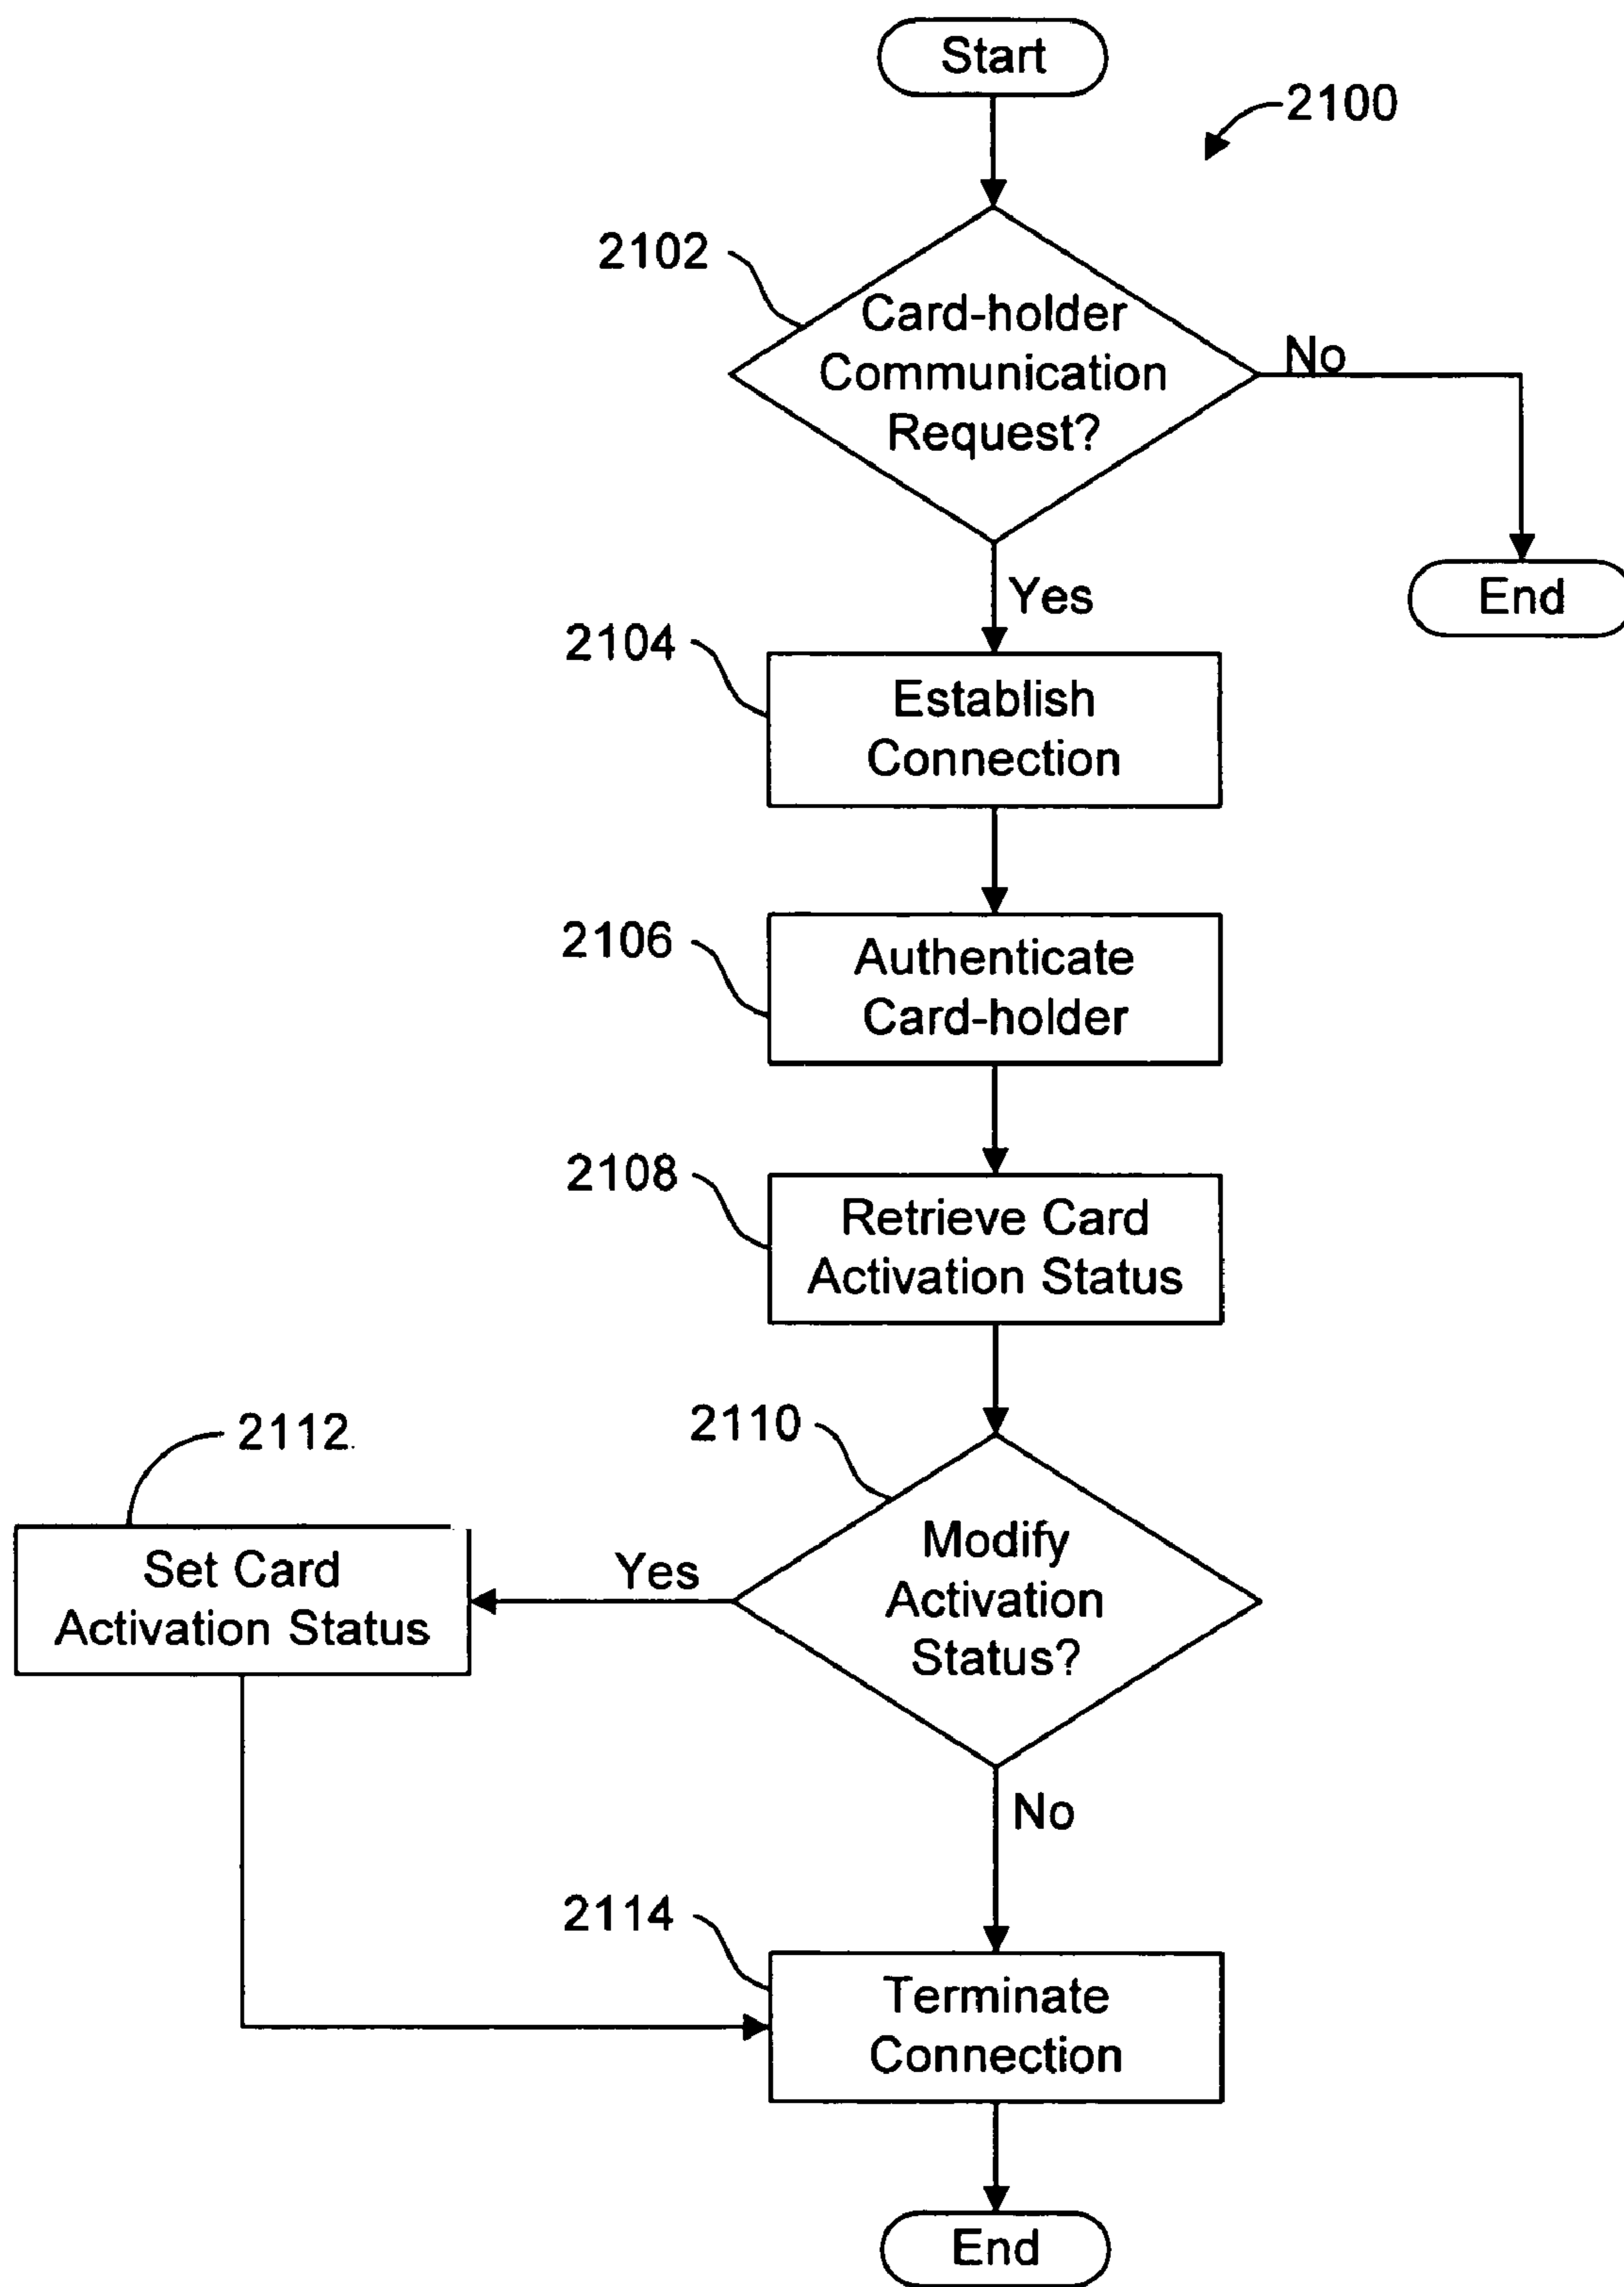 Start
2100
2102
Card-holder
Communication
Request?
No
End
Yes
2104
Establish
Connection
2106
Authenticate
Card-holder
2108
Retrieve Card
Activation Status
2110
Modify
Activation
Status?
2112
Yes
Set Card
Activation Status
No
2114
Terminate
Connection
End